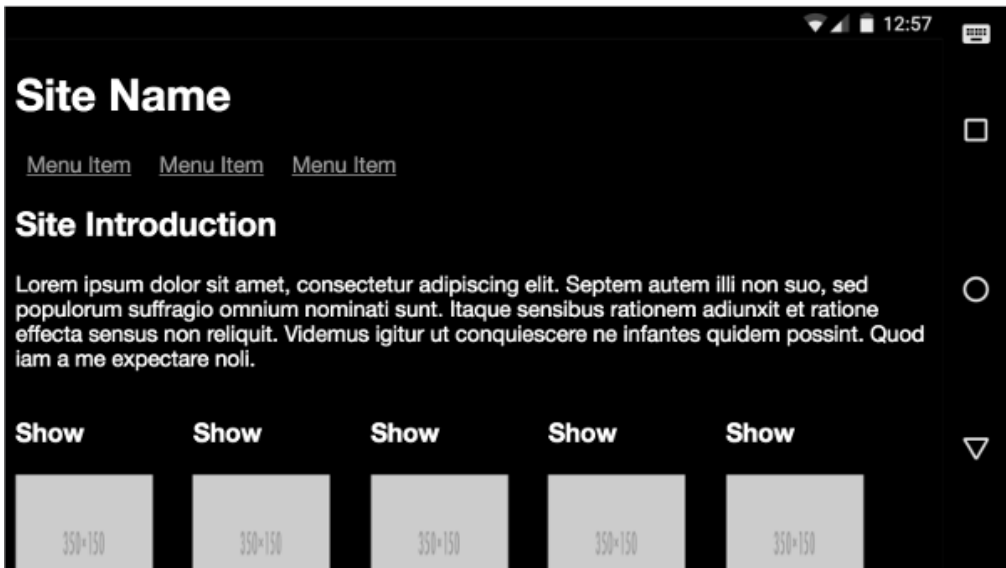 12:57
Site Name
Menu Item Menu Item Menu Item
Site Introduction
Lorem ipsum dolor sit amet, consectetur adipiscing elit. Septem autem illi non suo, sed
populorum suffragio omnium nominati sunt. Itaque sensibus rationem adiunxit et ratione
effecta sensus non reliquit. Videmus igitur ut conquiescere ne infantes quidem possint. Quod
iam a me expectare noli.
Show Show Show Show Show
350×150 350×150 350×150 350×150 350×150